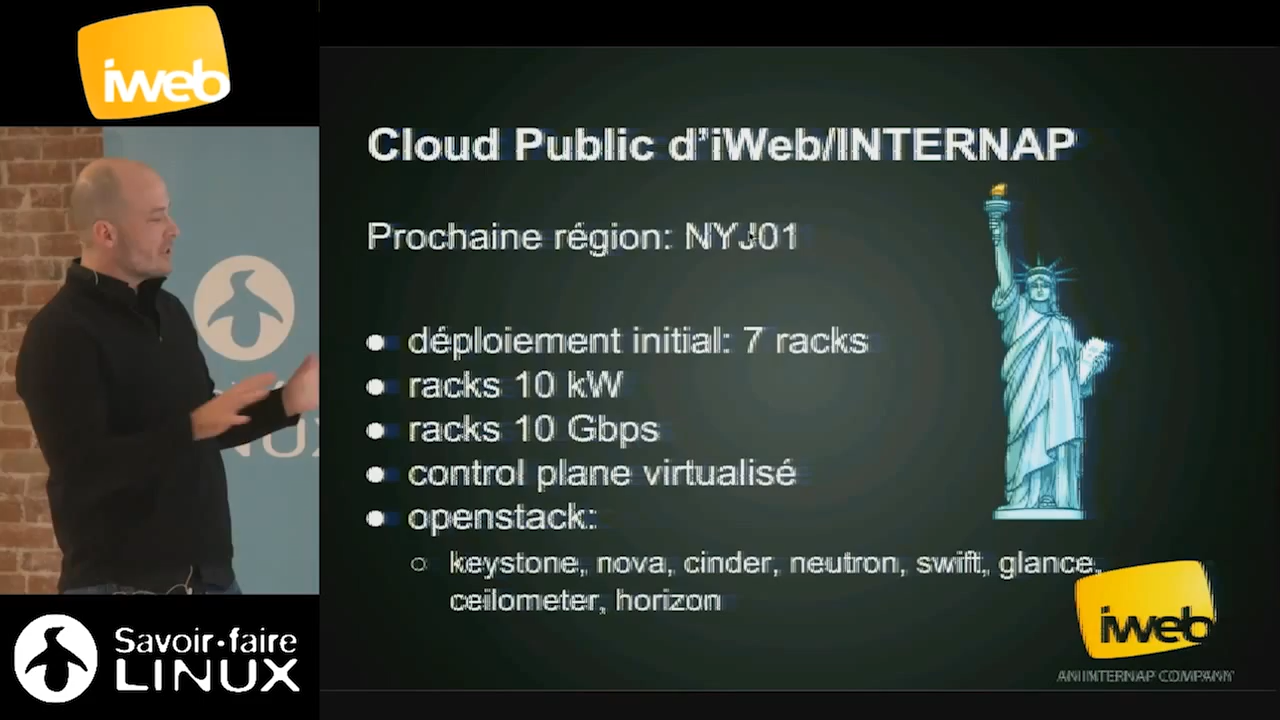 iweb
Cloud Public d'iWeb/INTERNAP
Prochaine région: NYJ01
● déploiement initial: 7 racks
● racks 10 kW
● racks 10 Gbps
● control plane virtualisé
● openstack:
○ keystone, nova, cinder, neutron, swift, glance,
ceilometer, horizon
iweb
AN INTERNAP COMPANY
Savoir-faire
LINUX